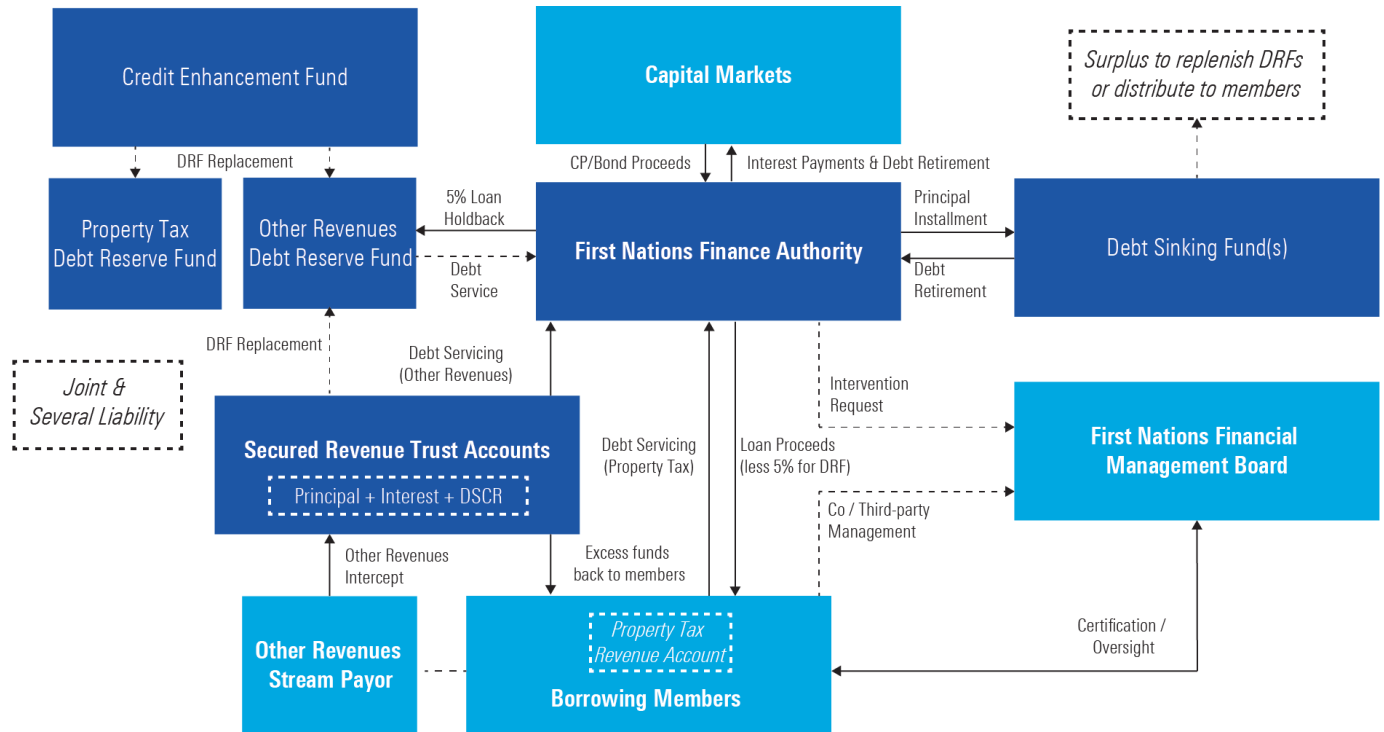 Credit Enhancement Fund
Capital Markets
Surplus to replenish DRFs
or distribute to members
DRF Replacement
CP/Bond Proceeds
Interest Payments & Debt Retirement
Property Tax
Debt Reserve Fund
Other Revenues
Debt Reserve Fund
5% Loan
Holdback
Debt
Service
First Nations Finance Authority
Principal
Installment
Debt
Retirement
Debt Sinking Fund(s)
DRF Replacement
Debt Servicing
(Other Revenues)
Joint &
Several Liability
Intervention
Request
Secured Revenue Trust Accounts
Principal + Interest + DSCR
Debt Servicing
(Property Tax)
Loan Proceeds
(less 5% for DRF)
First Nations Financial
Management Board
Co / Third-party
Management
Other Revenues
Intercept
Excess funds
back to members
Other Revenues
Stream Payor
Property Tax
Revenue Account
Borrowing Members
Certification /
Oversight